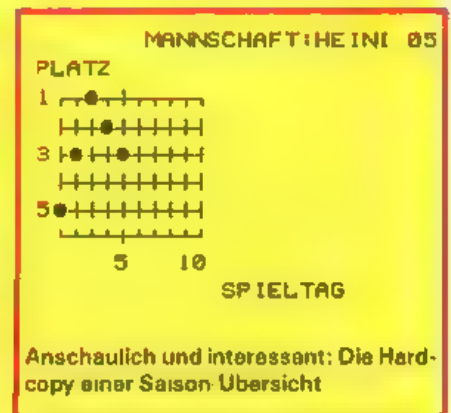 MANNSCHAFT:HEINI 05
PLATZ
1
3
5
5 10
SPIELTAG
Anschaulich und interessant: Die Hard-
copy einer Saison-Übersicht